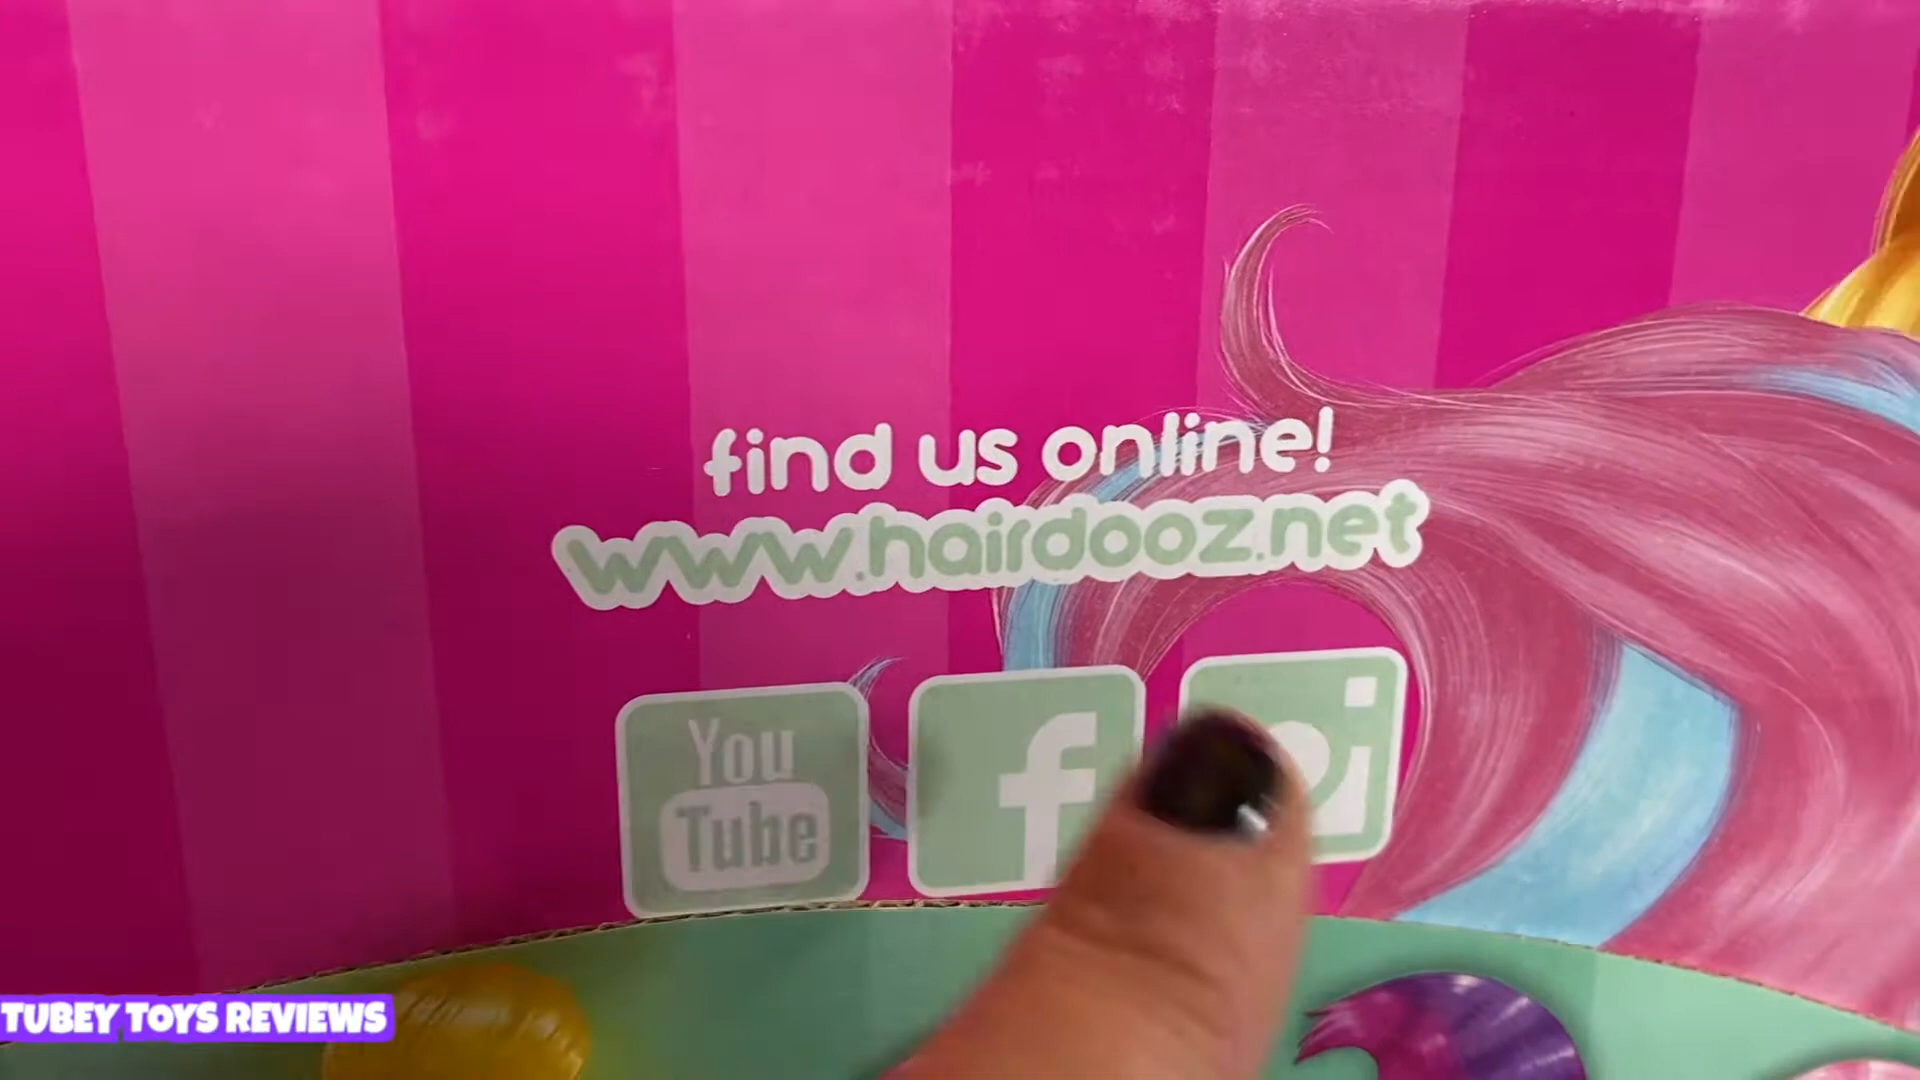 find us online!
www.hairdooz.net
You
Tube
f
TUBEY TOYS REVIEWS